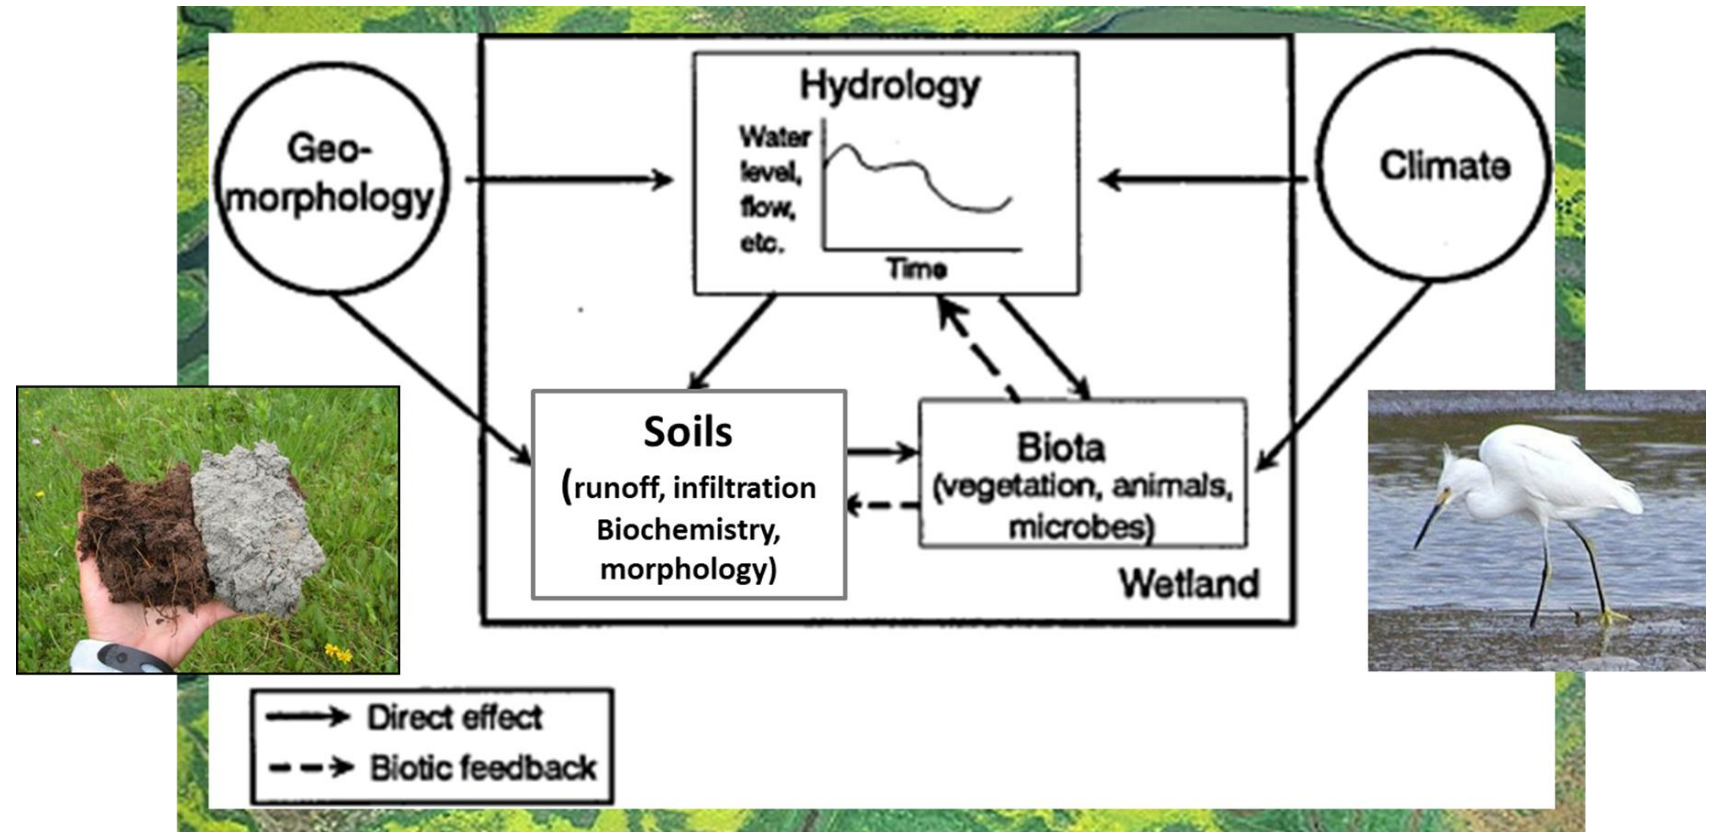 Hydrology
Water
level,
flow,
etc.
Time
Geo-
morphology
Climate
Soils
(runoff, infiltration
Biochemistry,
morphology)
Biota
(vegetation, animals,
microbes)
Wetland
Direct effect
Biotic feedback